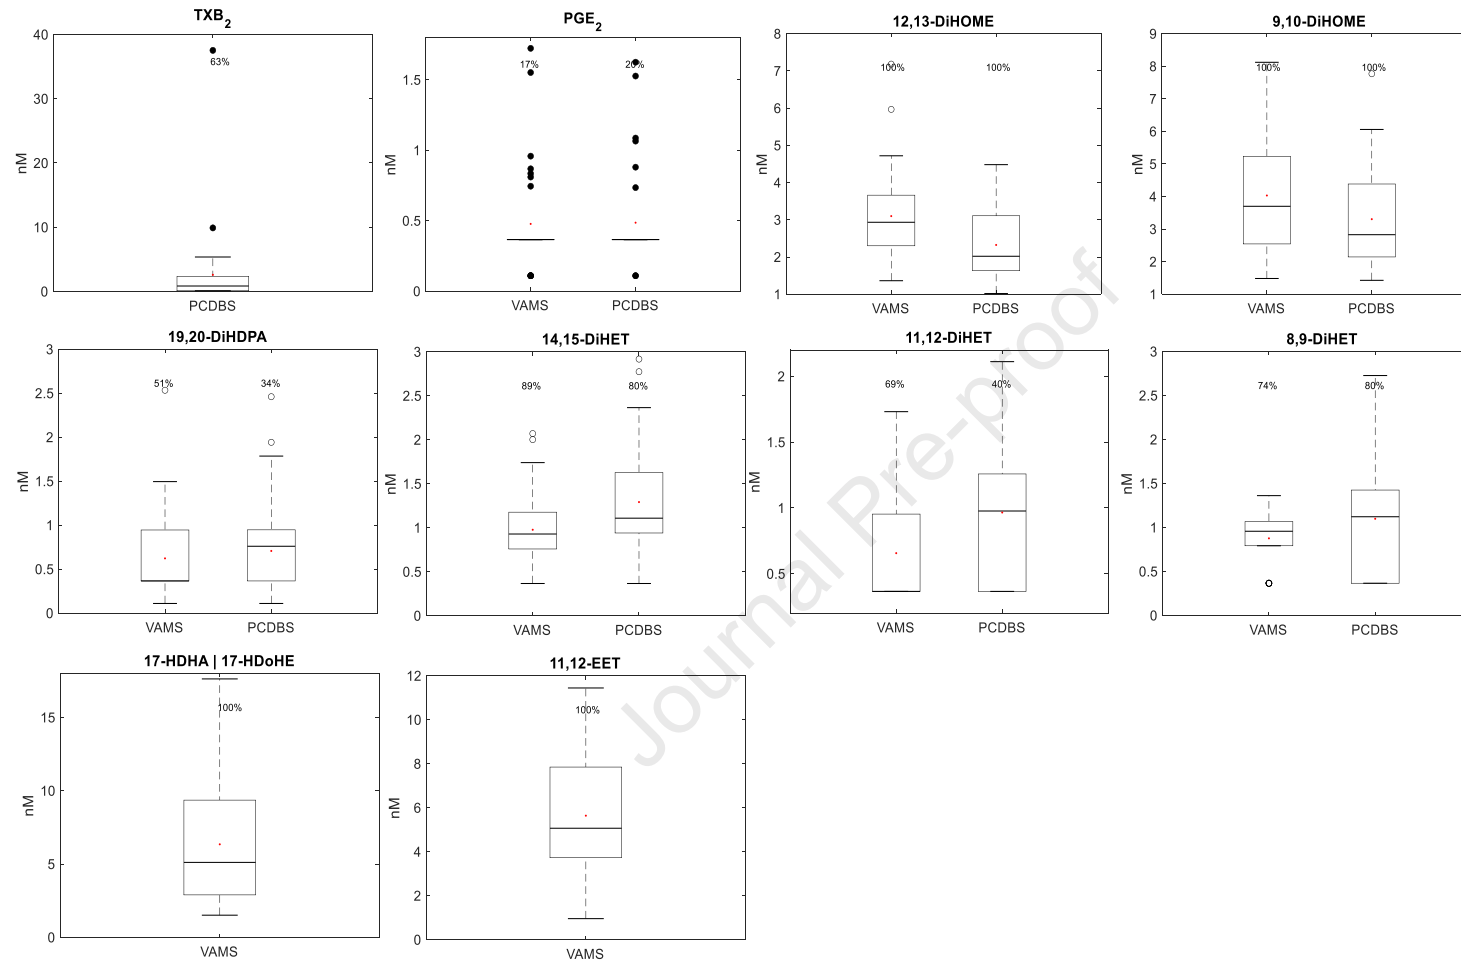 TXB2
40
30
20
10
0
nM
63%
PCDBS
PGE2
1.5
1
0.5
0
nM
17%
20%
VAMS
PCDBS
12,13-DiHOME
8
7
6
5
4
3
2
1
nM
100%
100%
VAMS
PCDBS
9,10-DiHOME
9
8
7
6
5
4
3
2
1
nM
100%
100%
VAMS
PCDBS
19,20-DiHDPA
3
2.5
2
1.5
1
0.5
0
nM
51%
34%
VAMS
PCDBS
14,15-DiHET
3
2.5
2
1.5
1
0.5
0
nM
89%
80%
VAMS
PCDBS
11,12-DiHET
2
1.5
1
0.5
nM
69%
40%
VAMS
PCDBS
8,9-DiHET
3
2.5
2
1.5
1
0.5
0
nM
74%
80%
VAMS
PCDBS
17-HDHA | 17-HDoHE
15
10
5
0
nM
100%
VAMS
11,12-EET
12
10
8
6
4
2
0
nM
100%
VAMS
Journal Pre-proof